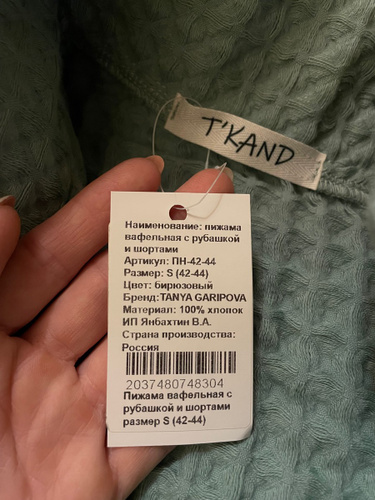 T'KAND
Наименование: пижама
вафельная с рубашкой
и шортами
Артикул: ПН-42-44
Размер: S (42-44)
Цвет: бирюзовый
Бренд:TANYA GARIPOVA
Материал: 100% хлопок
ИП Янбахтин В.А.
Страна производства:
Россия
2037480748304
Пижама вафельная с
рубашкой и шортами
размер S (42-44)